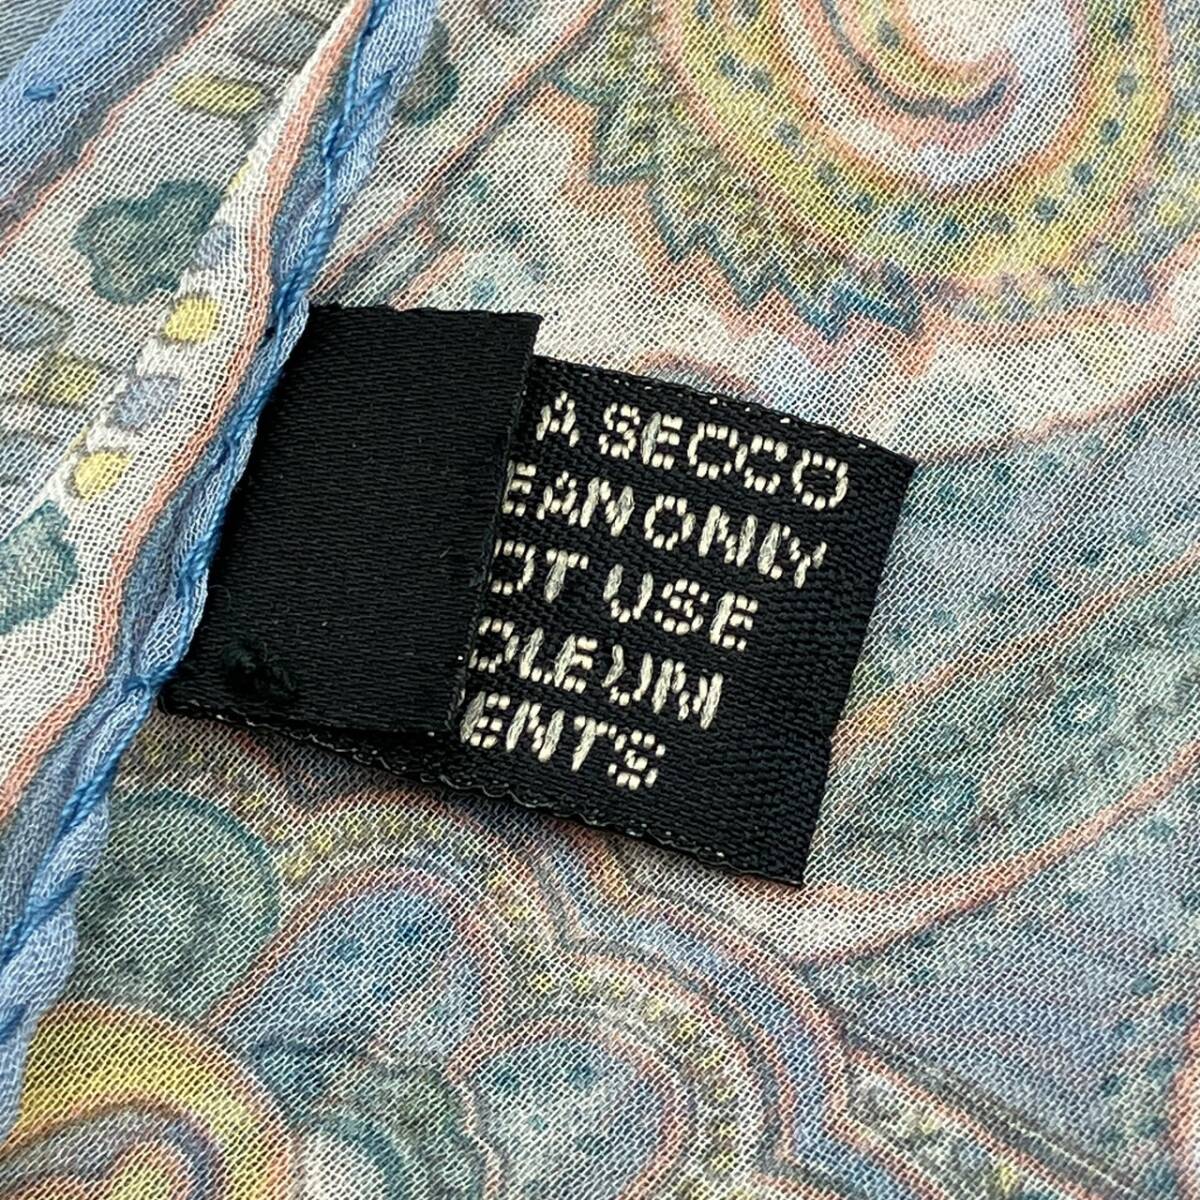 A SECCO
EAN ONLY
OT USE
OLEUM
ENTS